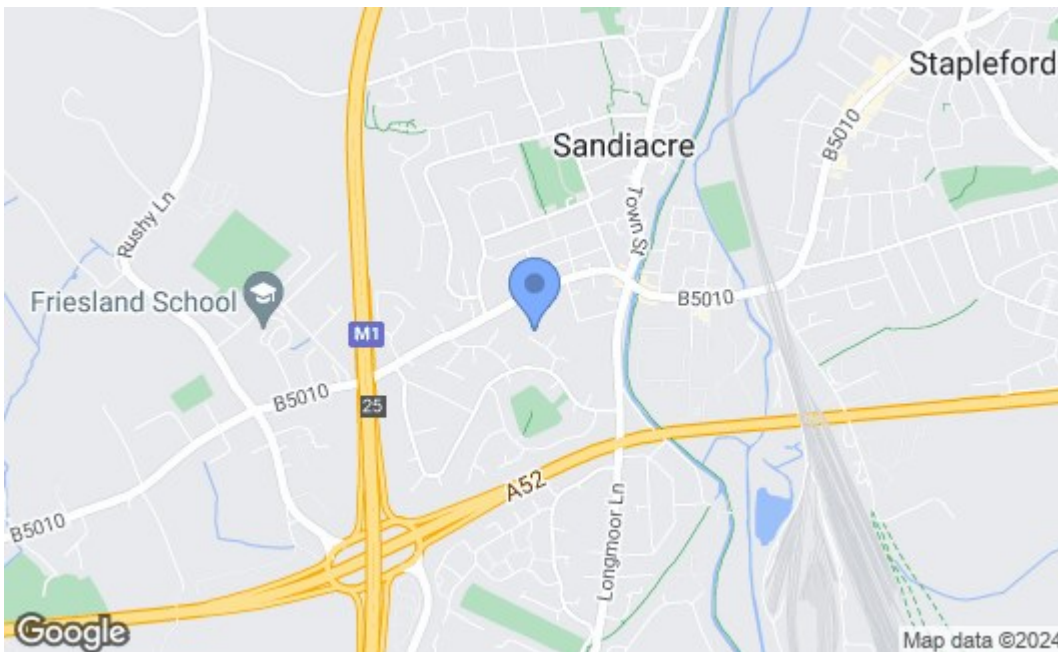 Stapleford
B5010
Sandiacre
Rushy Ln
Town St
Friesland School
B5010
M1
B5010
25
A52
B5010
Longmoor Ln
Google
Map data ©2024